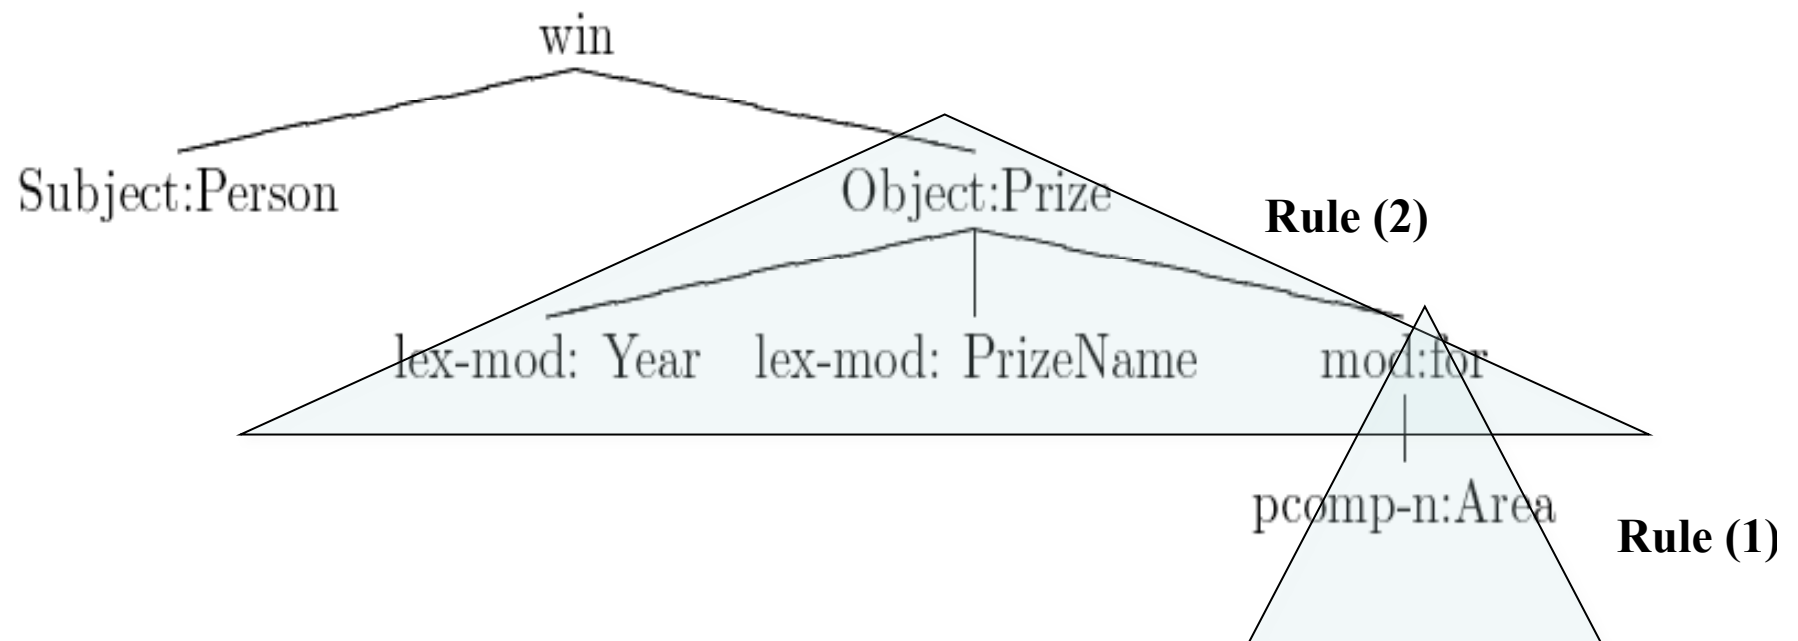 win
Subject:Person
Object:Prize
Rule (2)
lex-mod: Year
lex-mod: PrizeName
mod:for
pcomp-n:Area
Rule (1)